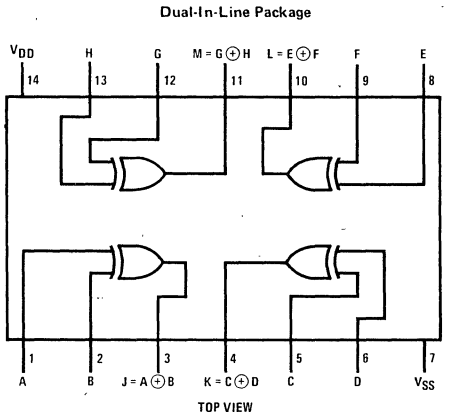 Dual-In-Line Package
VDD H G M = G ⊕ H L = E ⊕ F F E
14 13 12 11 10 9 8
1 2 3 4 5 6 7
A B J = A ⊕ B K = C ⊕ D C D VSS
TOP VIEW